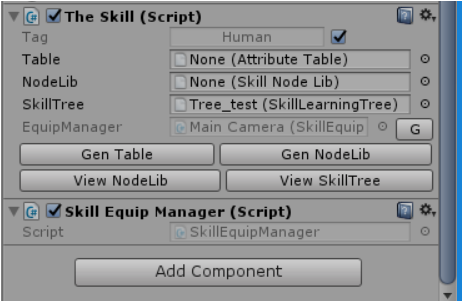 The Skill (Script)
Tag Human
Table None (Attribute Table)
NodeLib None (Skill Node Lib)
SkillTree Tree_test (SkillLearningTree)
EquipManager Main Camera (SkillEquip G
Gen Table Gen NodeLib
View NodeLib View SkillTree
Skill Equip Manager (Script)
Script SkillEquipManager
Add Component